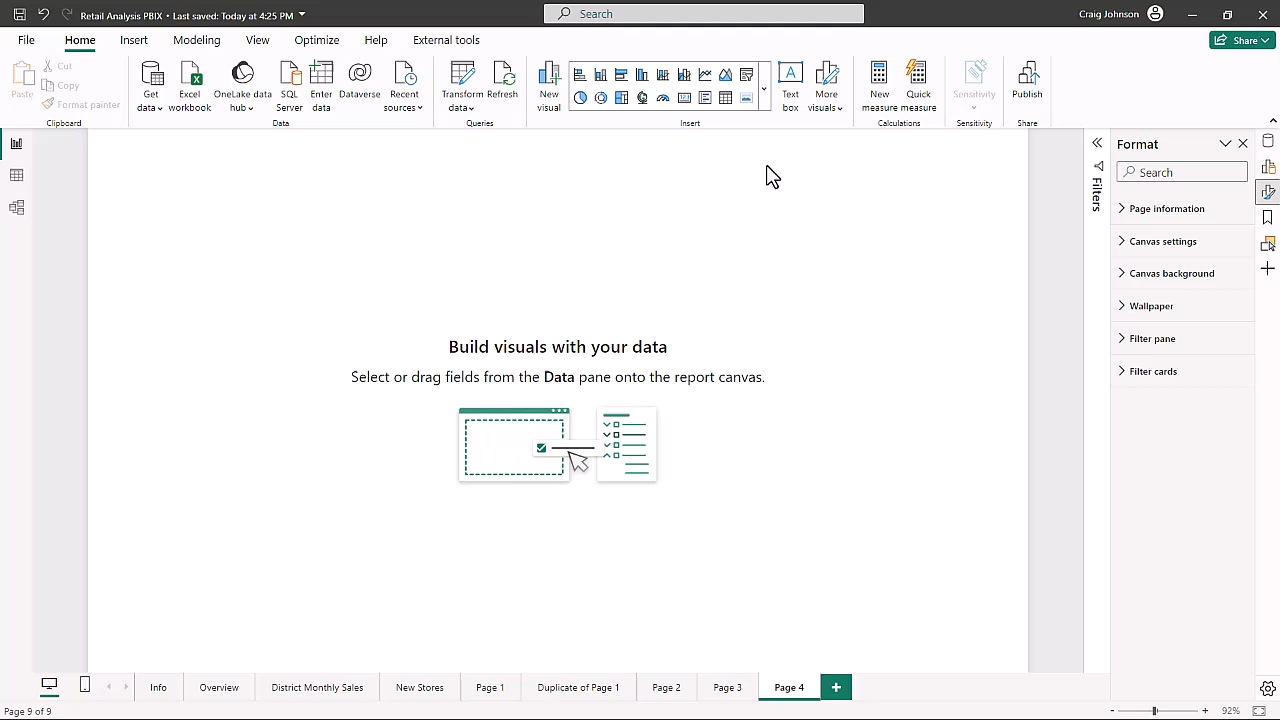 Retail Analysis PBIX • Last saved: Today at 4:25 PM
Search
Craig Johnson
File
Home
Insert
Modeling
View
Optimize
Help
External tools
Share
Paste
Cut
Copy
Format painter
Clipboard
Get data
Excel workbook
OneLake data hub
SQL Server
Enter data
Dataverse
Recent sources
Data
Transform data
Refresh
Queries
New visual
Text box
More visuals
Insert
New measure
Quick measure
Calculations
Sensitivity
Sensitivity
Publish
Share
Filters
Format
Search
Page information
Canvas settings
Canvas background
Wallpaper
Filter pane
Filter cards
Build visuals with your data
Select or drag fields from the Data pane onto the report canvas.
Info
Overview
District Monthly Sales
New Stores
Page 1
Duplicate of Page 1
Page 2
Page 3
Page 4
Page 9 of 9
92%